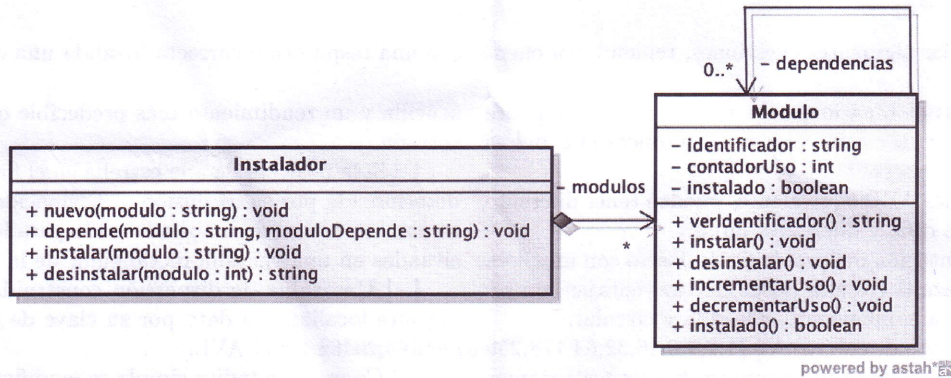 - dependencias
0..*
Modulo
- identificador : string
- contadorUso : int
- instalado : boolean
+ verIdentificador() : string
+ instalar() : void
+ desinstalar() : void
+ incrementarUso() : void
+ decrementarUso() : void
+ instalado() : boolean
Instalador
+ nuevo(modulo : string) : void
+ depende(modulo : string, moduloDepende : string) : void
+ instalar(modulo : string) : void
+ desinstalar(modulo : int) : string
- modulos
*
powered by astah*